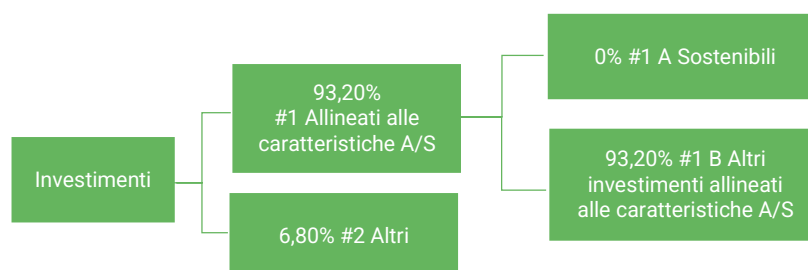 Investimenti
93,20%
#1 Allineati alle
caratteristiche A/S
6,80% #2 Altri
0% #1 A Sostenibili
93,20% #1 B Altri
investimenti allineati
alle caratteristiche A/S